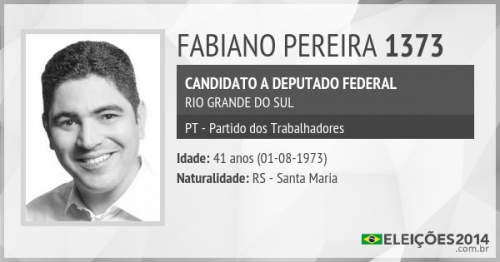 FABIANO PEREIRA 1373
CANDIDATO A DEPUTADO FEDERAL
RIO GRANDE DO SUL
PT - Partido dos Trabalhadores
Idade: 41 anos (01-08-1973)
Naturalidade: RS - Santa Maria
ELEIÇÕES2014
.com.br